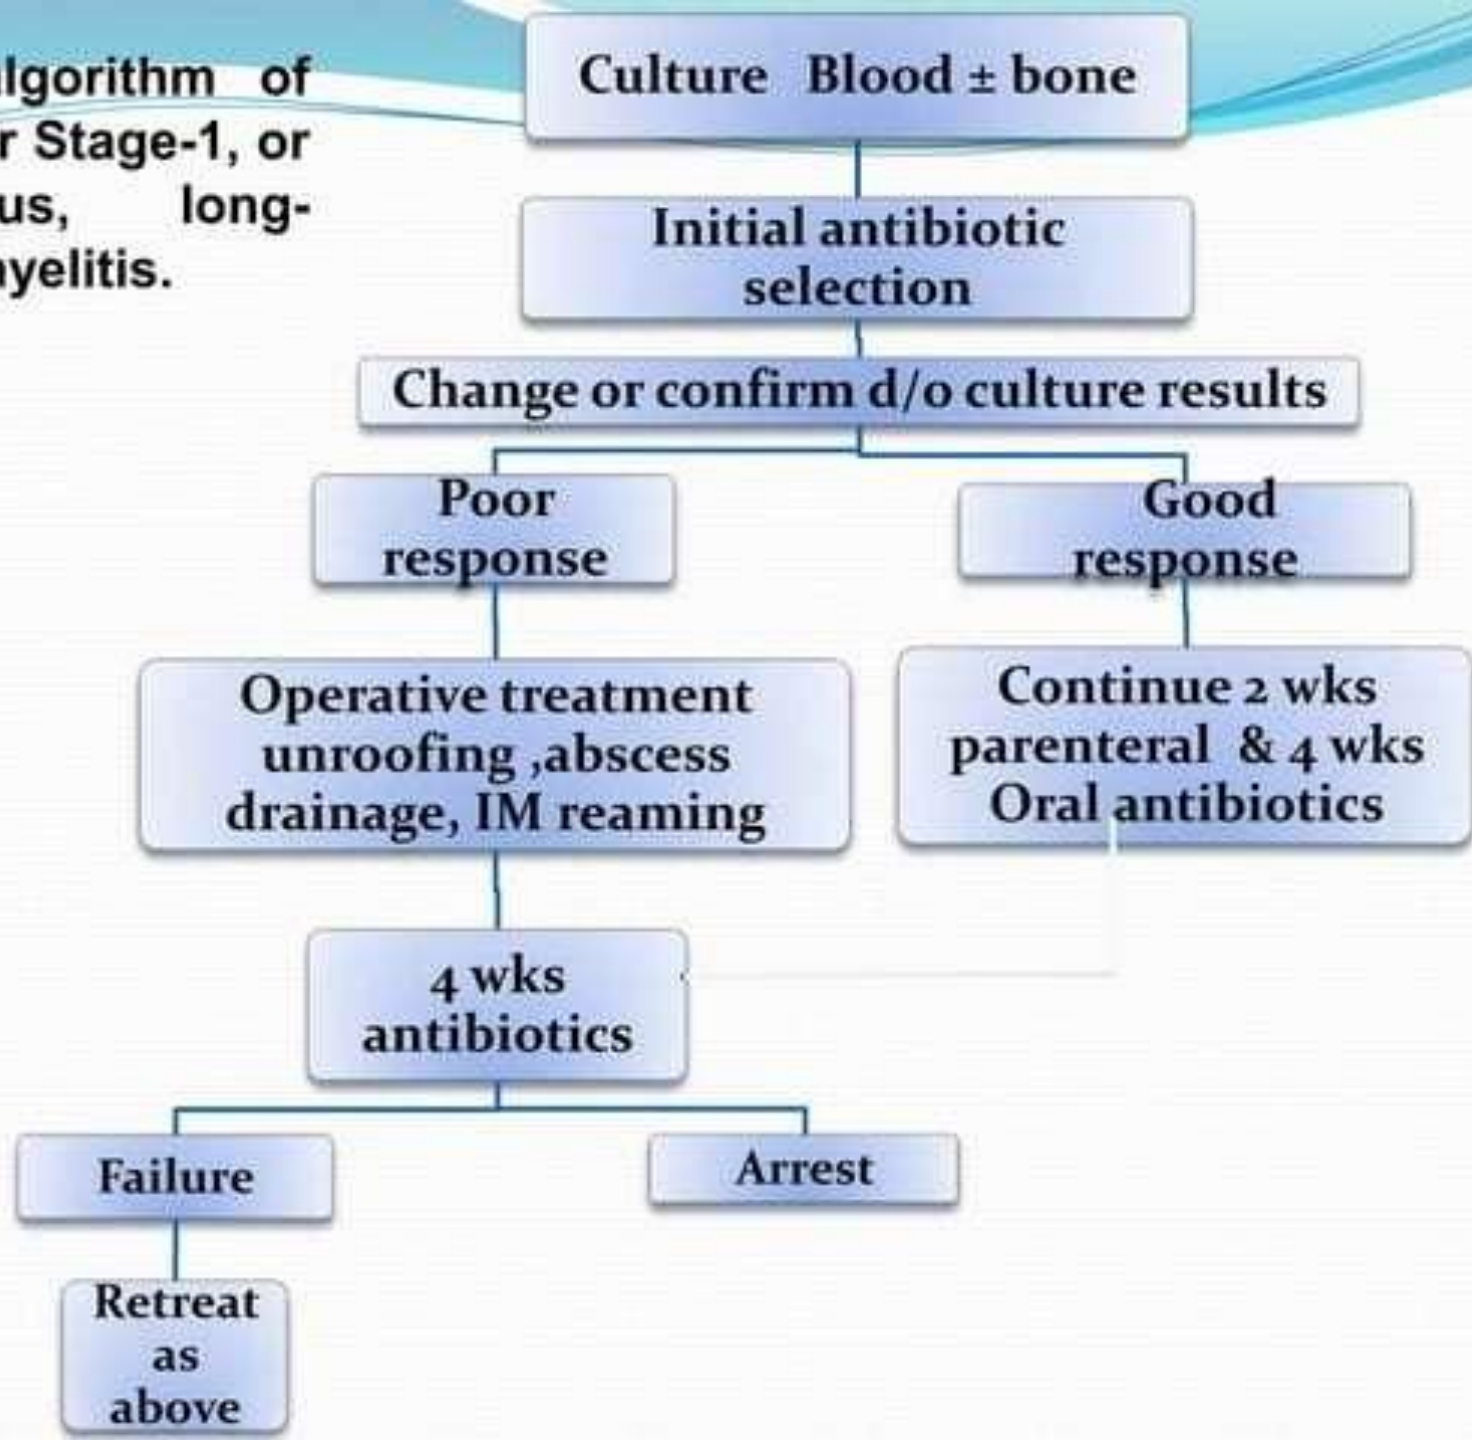 lgorithm of
r Stage-1, or
us, long-
nyelitis.
Culture Blood ± bone
Initial antibiotic
selection
Change or confirm d/o culture results
Poor
response
Good
response
Operative treatment
unroofing ,abscess
drainage, IM reaming
Continue 2 wks
parenteral & 4 wks
Oral antibiotics
4 wks
antibiotics
Failure
Arrest
Retreat
as
above